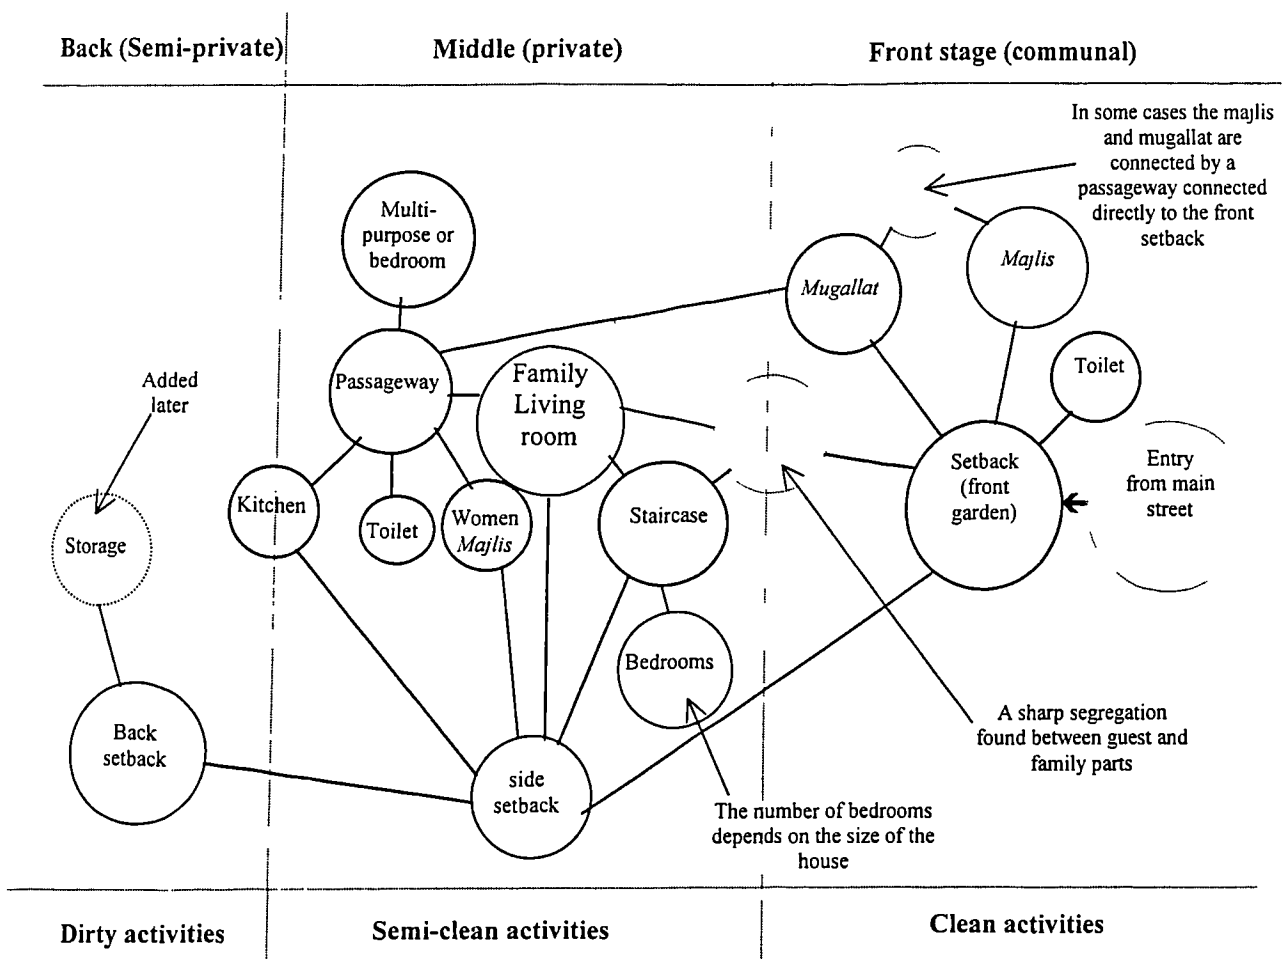 Back (Semi-private)
Middle (private)
Front stage (communal)
In some cases the majlis
and mugallat are
connected by a
passageway connected
directly to the front
setback
Multi-
purpose or
bedroom
Mugallat
Majlis
Toilet
Passageway
Family
Living
room
Added
later
Setback
(front
garden)
Entry
from main
street
Kitchen
Toilet
Women
Majlis
Staircase
Storage
Bedrooms
Back
setback
side
setback
A sharp segregation
found between guest and
family parts
The number of bedrooms
depends on the size of the
house
Dirty activities
Semi-clean activities
Clean activities